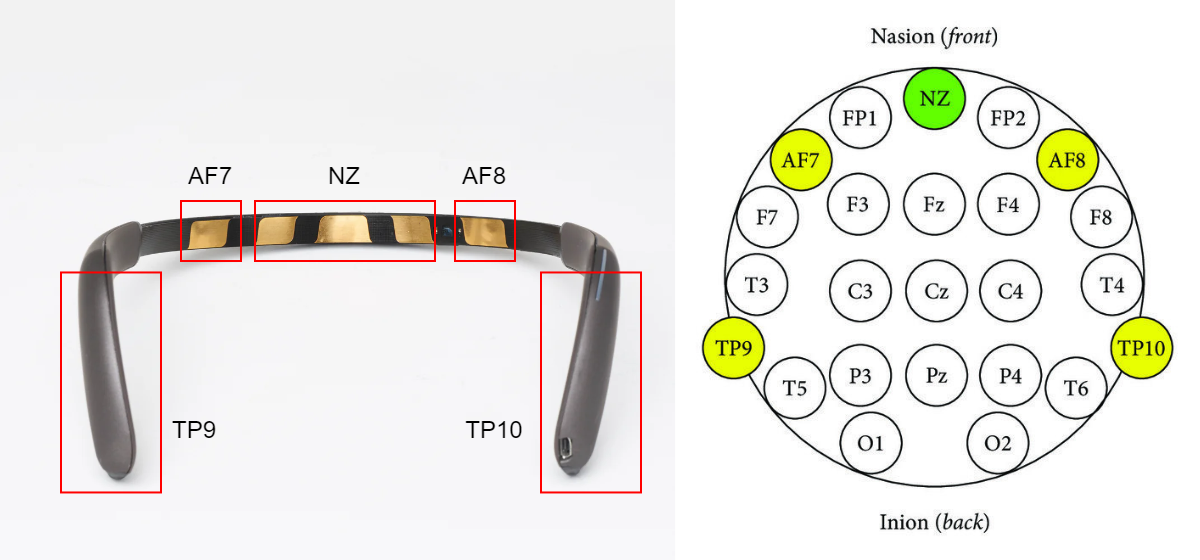 AF7
NZ
AF8
TP9
TP10
Nasion (front)
NZ
FP1
FP2
AF7
AF8
F7
F3
Fz
F4
F8
T3
C3
Cz
C4
T4
TP9
TP10
T5
P3
Pz
P4
T6
O1
O2
Inion (back)